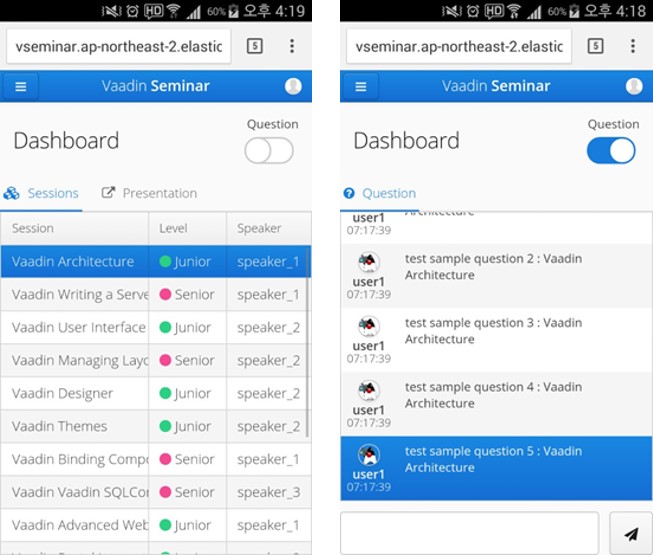 HD 60% 오후 4:19
vseminar.ap-northeast-2.elastic 5
Vaadin Seminar
Dashboard
Question
Sessions Presentation
Session Level Speaker
Vaadin Architecture Junior speaker_1
Vaadin Writing a Serve Senior speaker_1
Vaadin User Interface Junior speaker_2
Vaadin Managing Layo Senior speaker_2
Vaadin Designer Junior speaker_2
Vaadin Themes Junior speaker_2
Vaadin Binding Compo Senior speaker_1
Vaadin Vaadin SQLCon Senior speaker_3
Vaadin Advanced Web Junior speaker_1
HD 60% 오후 4:18
vseminar.ap-northeast-2.elastic 5
Vaadin Seminar
Dashboard
Question
Question
Architecture
user1
07:17:39
test sample question 2 : Vaadin
Architecture
user1
07:17:39
test sample question 3 : Vaadin
Architecture
user1
07:17:39
test sample question 4 : Vaadin
Architecture
user1
07:17:39
test sample question 5 : Vaadin
Architecture
user1
07:17:39